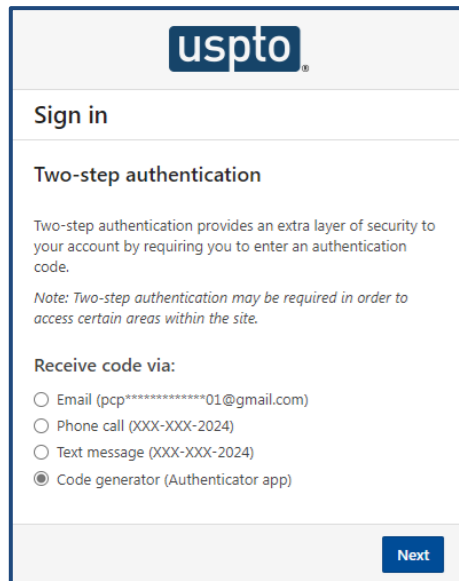 uspto®
Sign in
Two-step authentication
Two-step authentication provides an extra layer of security to
your account by requiring you to enter an authentication
code.
Note: Two-step authentication may be required in order to
access certain areas within the site.
Receive code via:
Email (pcp*************01@gmail.com)
Phone call (XXX-XXX-2024)
Text message (XXX-XXX-2024)
Code generator (Authenticator app)
Next